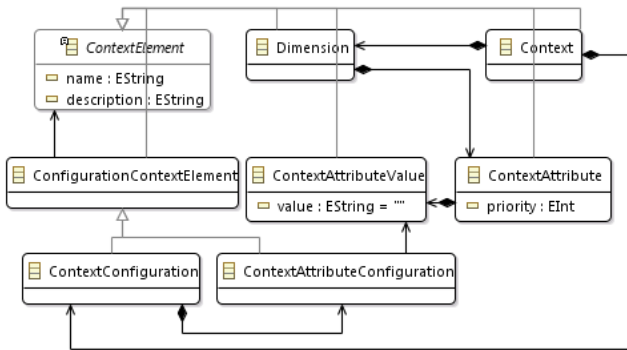 ContextElement
name : EString
description : EString
Dimension
Context
ConfigurationContextElement
ContextAttributeValue
value : EString = ""
ContextAttribute
priority : EInt
ContextConfiguration
ContextAttributeConfiguration